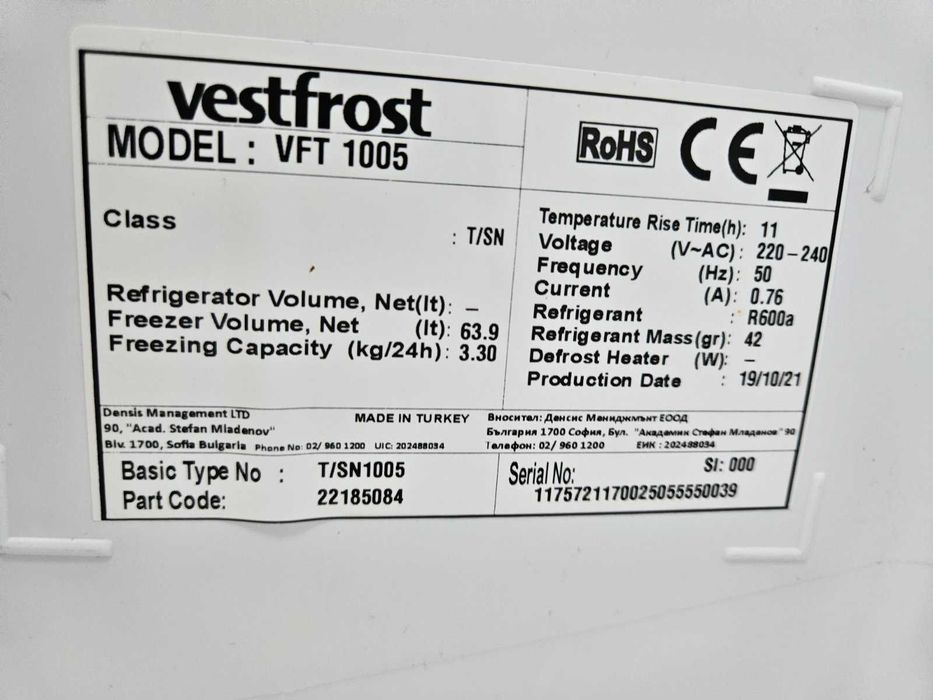 vestfrost
MODEL : VFT 1005
RoHS CE
Class : T/SN
Refrigerator Volume, Net(lt): –
Freezer Volume, Net (lt): 63.9
Freezing Capacity (kg/24h): 3.30
Temperature Rise Time(h): 11
Voltage (V~AC): 220-240
Frequency (Hz): 50
Current (A): 0.76
Refrigerant : R600a
Refrigerant Mass(gr): 42
Defrost Heater (W): –
Production Date : 19/10/21
Densis Management LTD MADE IN TURKEY
90, "Acad. Stefan Mladenov"
Blv. 1700, Sofia Bulgaria Phone No: 02/ 960 1200 UIC: 202488034
Вносител: Денсис Мениджмънт ЕООД
България 1700 София, Бул. "Академик Стефан Младенов" 90
Телефон: 02/ 960 1200 ЕИК : 202488034
Basic Type No : T/SN1005
Part Code: 22185084
Serial No: SI: 000
1175721170025055550039